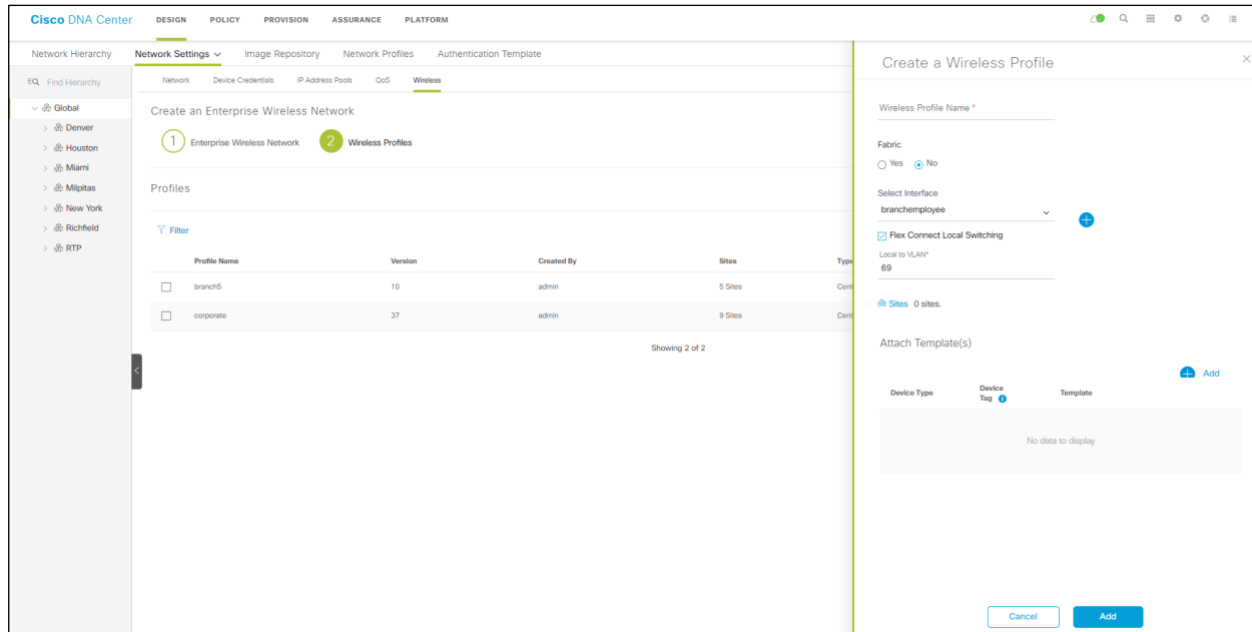 Cisco DNA Center DESIGN POLICY PROVISION ASSURANCE PLATFORM
Network Hierarchy Network Settings Image Repository Network Profiles Authentication Template
Find Hierarchy
Global
Denver
Houston
Miami
Milpitas
New York
Richfield
RTP
Network Device Credentials IP Address Pools QoS Wireless
Create an Enterprise Wireless Network
1 Enterprise Wireless Network 2 Wireless Profiles
Profiles
Filter
Profile Name Version Created By Sites Type
branch5 10 admin 5 Sites Cent
corporate 37 admin 9 Sites Cent
Showing 2 of 2
Create a Wireless Profile
Wireless Profile Name *
Fabric
Yes No
Select Interface
branchemployee
Flex Connect Local Switching
Local to VLAN*
69
Sites 0 sites.
Attach Template(s)
Add
Device Type Device Tag Template
No data to display
Cancel Add